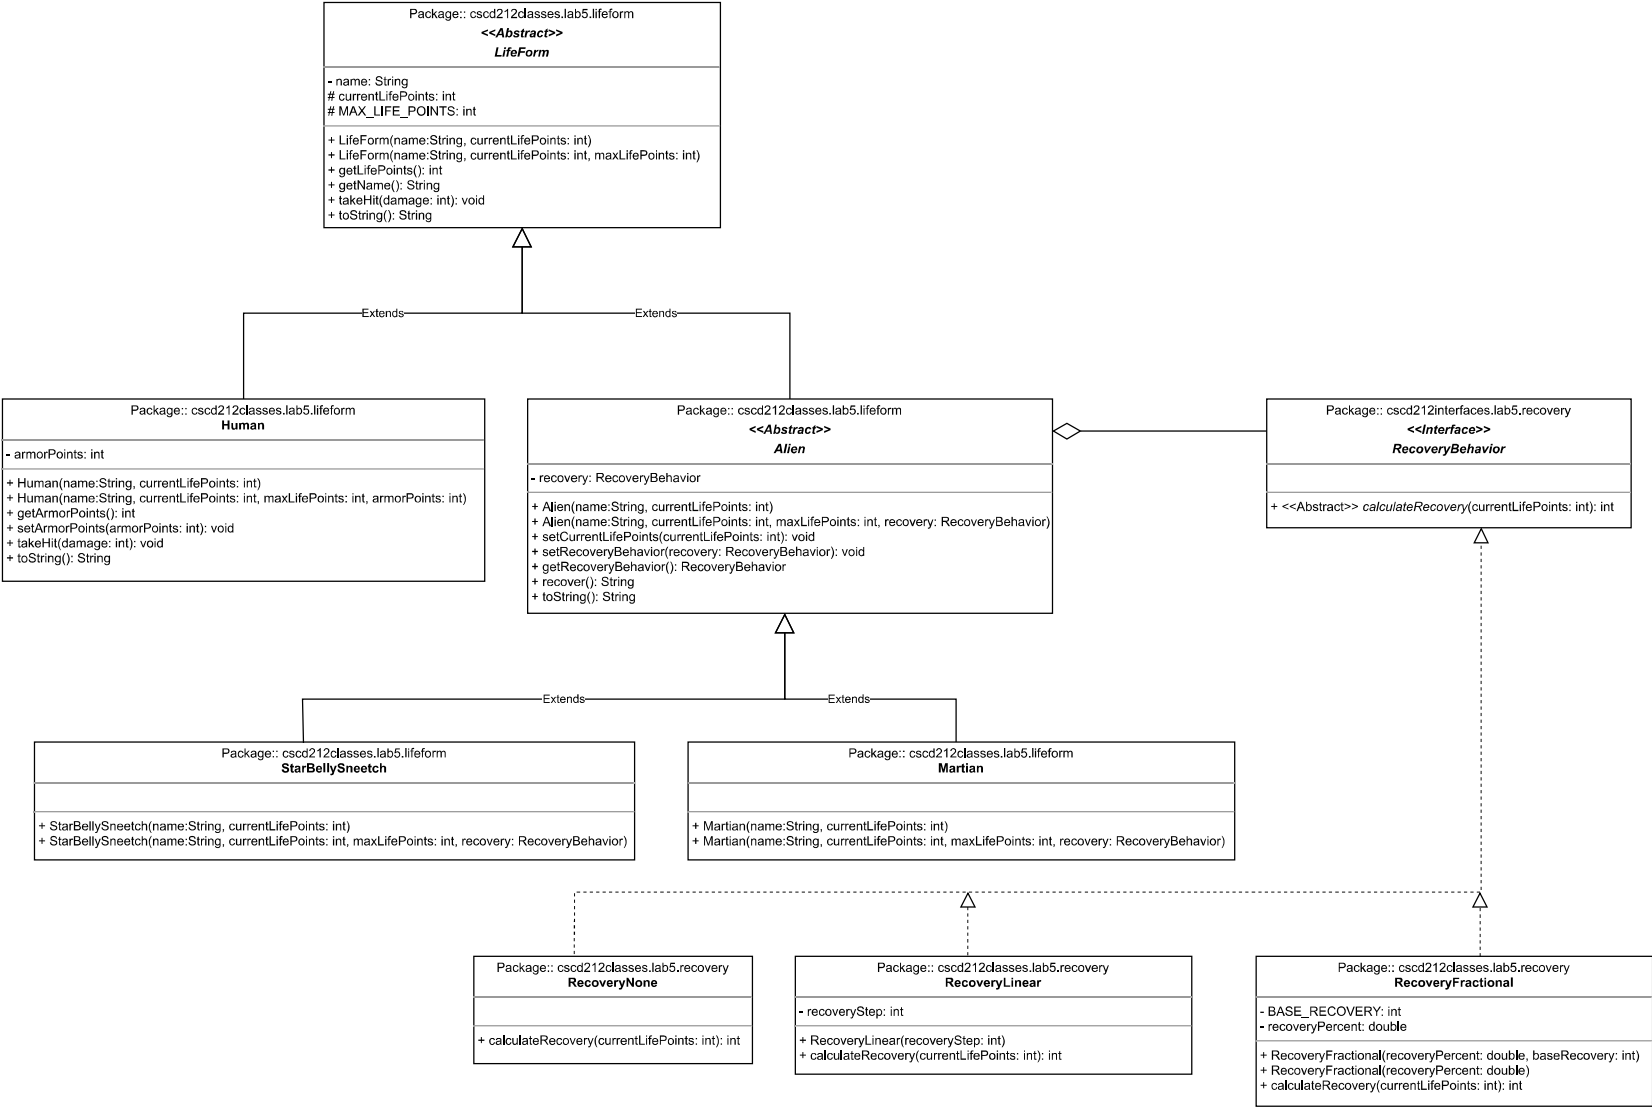 Package:: cscd212classes.lab5.lifeform
<<Abstract>>
LifeForm
- name: String
# currentLifePoints: int
# MAX_LIFE_POINTS: int
+ LifeForm(name:String, currentLifePoints: int)
+ LifeForm(name:String, currentLifePoints: int, maxLifePoints: int)
+ getLifePoints(): int
+ getName(): String
+ takeHit(damage: int): void
+ toString(): String
Extends
Extends
Package:: cscd212classes.lab5.lifeform
Human
- armorPoints: int
+ Human(name:String, currentLifePoints: int)
+ Human(name:String, currentLifePoints: int, maxLifePoints: int, armorPoints: int)
+ getArmorPoints(): int
+ setArmorPoints(armorPoints: int): void
+ takeHit(damage: int): void
+ toString(): String
Package:: cscd212classes.lab5.lifeform
<<Abstract>>
Alien
- recovery: RecoveryBehavior
+ Alien(name:String, currentLifePoints: int)
+ Alien(name:String, currentLifePoints: int, maxLifePoints: int, recovery: RecoveryBehavior)
+ setCurrentLifePoints(currentLifePoints: int): void
+ setRecoveryBehavior(recovery: RecoveryBehavior): void
+ getRecoveryBehavior(): RecoveryBehavior
+ recover(): String
+ toString(): String
Package:: cscd212interfaces.lab5.recovery
<<Interface>>
RecoveryBehavior
+ <<Abstract>> calculateRecovery(currentLifePoints: int): int
Extends
Extends
Package:: cscd212classes.lab5.lifeform
StarBellySneetch
+ StarBellySneetch(name:String, currentLifePoints: int)
+ StarBellySneetch(name:String, currentLifePoints: int, maxLifePoints: int, recovery: RecoveryBehavior)
Package:: cscd212classes.lab5.lifeform
Martian
+ Martian(name:String, currentLifePoints: int)
+ Martian(name:String, currentLifePoints: int, maxLifePoints: int, recovery: RecoveryBehavior)
Package:: cscd212classes.lab5.recovery
RecoveryNone
+ calculateRecovery(currentLifePoints: int): int
Package:: cscd212classes.lab5.recovery
RecoveryLinear
- recoveryStep: int
+ RecoveryLinear(recoveryStep: int)
+ calculateRecovery(currentLifePoints: int): int
Package:: cscd212classes.lab5.recovery
RecoveryFractional
- BASE_RECOVERY: int
- recoveryPercent: double
+ RecoveryFractional(recoveryPercent: double, baseRecovery: int)
+ RecoveryFractional(recoveryPercent: double)
+ calculateRecovery(currentLifePoints: int): int